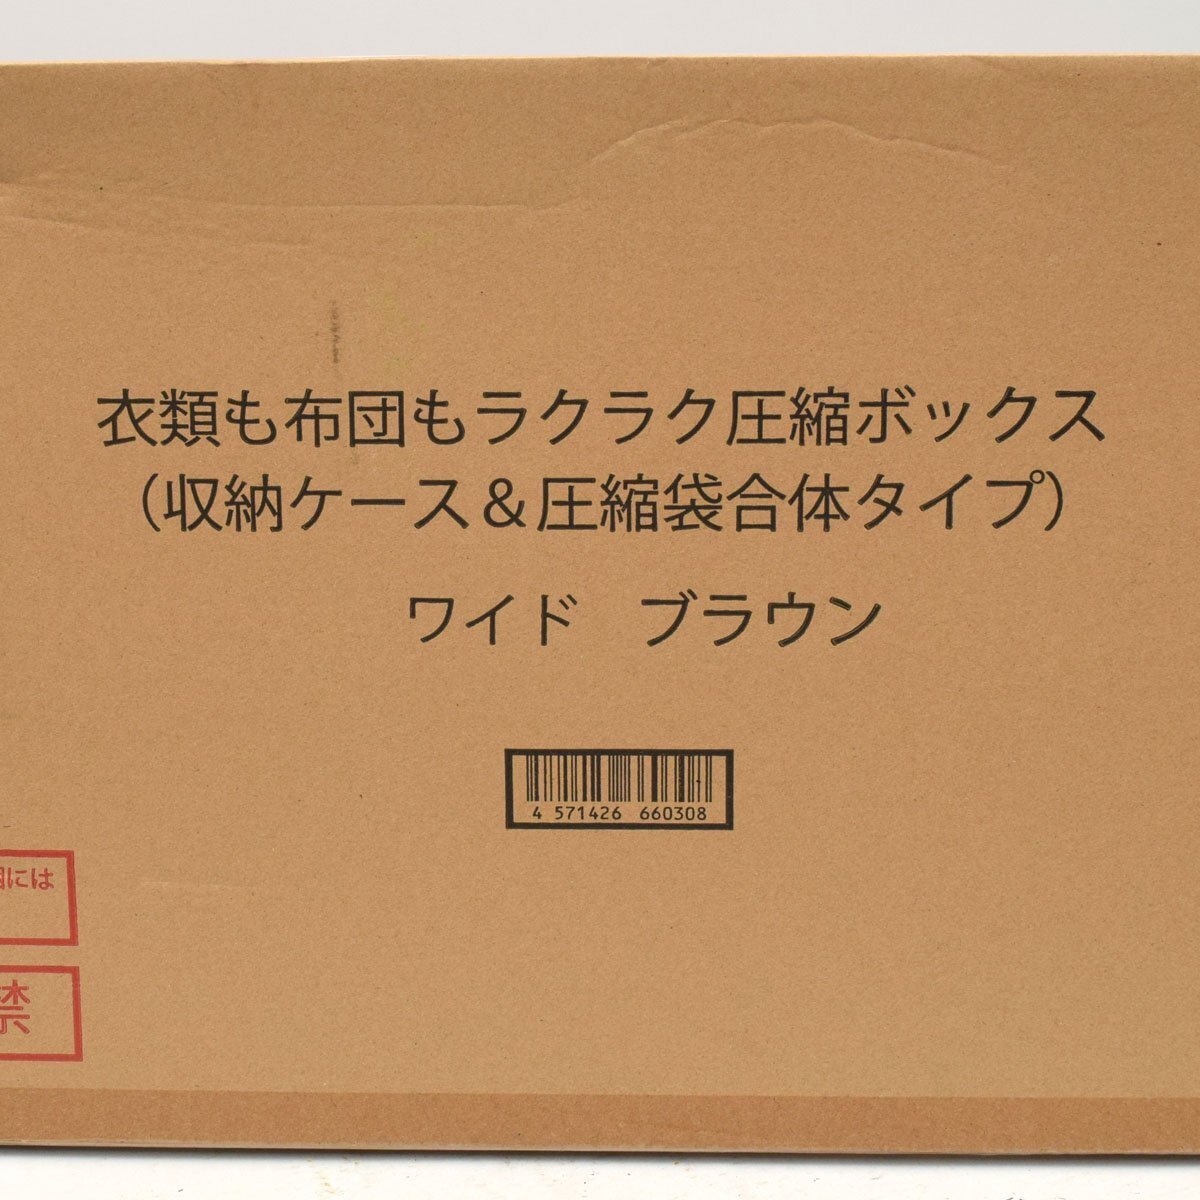 衣類も布団もラクラク圧縮ボックス
（収納ケース＆圧縮袋合体タイプ）
ワイド　ブラウン
4 571426 660308
には
禁